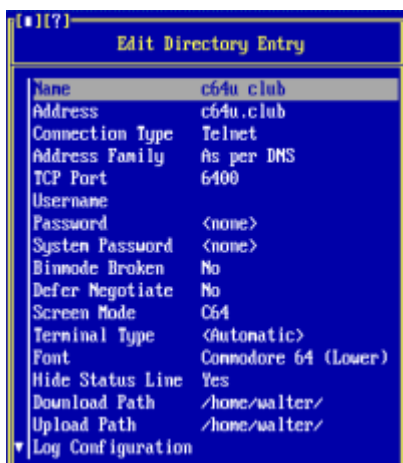 [■][?]
Edit Directory Entry
Name c64u club
Address c64u.club
Connection Type Telnet
Address Family As per DNS
TCP Port 6400
Username
Password <none>
System Password <none>
Binmode Broken No
Defer Negotiate No
Screen Mode C64
Terminal Type <Automatic>
Font Commodore 64 (Lower)
Hide Status Line Yes
Download Path /home/walter/
Upload Path /home/walter/
▼ Log Configuration